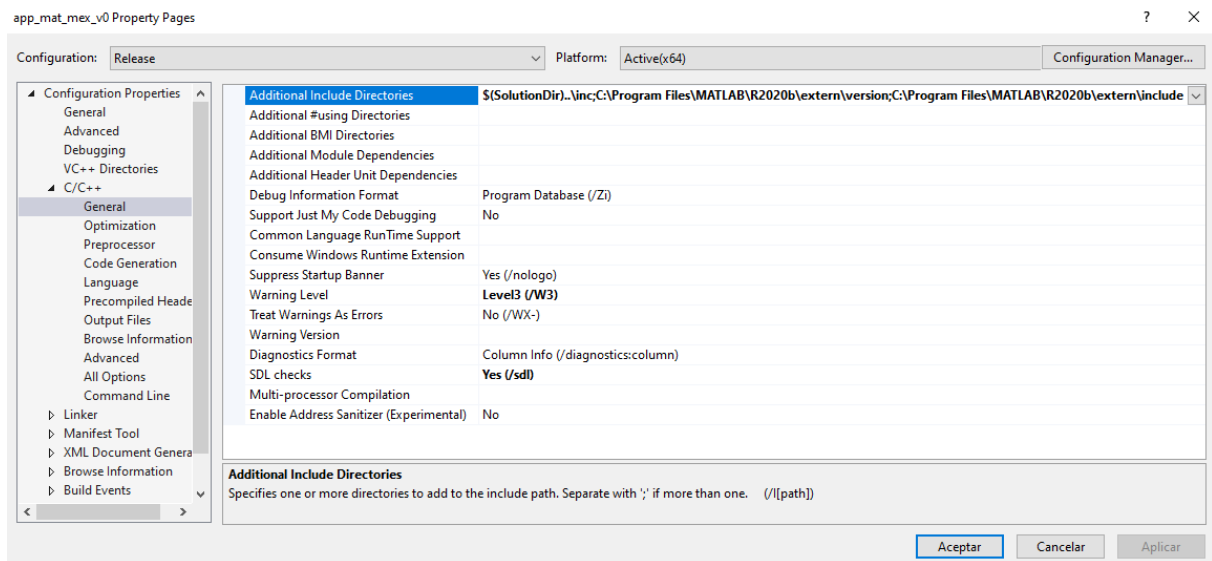 app_mat_mex_v0 Property Pages
? ×
Configuration: Release Platform: Active(x64) Configuration Manager...
Configuration Properties
General
Advanced
Debugging
VC++ Directories
C/C++
General
Optimization
Preprocessor
Code Generation
Language
Precompiled Heade
Output Files
Browse Information
Advanced
All Options
Command Line
Linker
Manifest Tool
XML Document Genera
Browse Information
Build Events
Additional Include Directories $(SolutionDir)..\inc;C:\Program Files\MATLAB\R2020b\extern\version;C:\Program Files\MATLAB\R2020b\extern\include
Additional #using Directories
Additional BMI Directories
Additional Module Dependencies
Additional Header Unit Dependencies
Debug Information Format Program Database (/Zi)
Support Just My Code Debugging No
Common Language RunTime Support
Consume Windows Runtime Extension
Suppress Startup Banner Yes (/nologo)
Warning Level Level3 (/W3)
Treat Warnings As Errors No (/WX-)
Warning Version
Diagnostics Format Column Info (/diagnostics:column)
SDL checks Yes (/sdl)
Multi-processor Compilation
Enable Address Sanitizer (Experimental) No
Additional Include Directories
Specifies one or more directories to add to the include path. Separate with ';' if more than one. (/I[path])
Aceptar Cancelar Aplicar